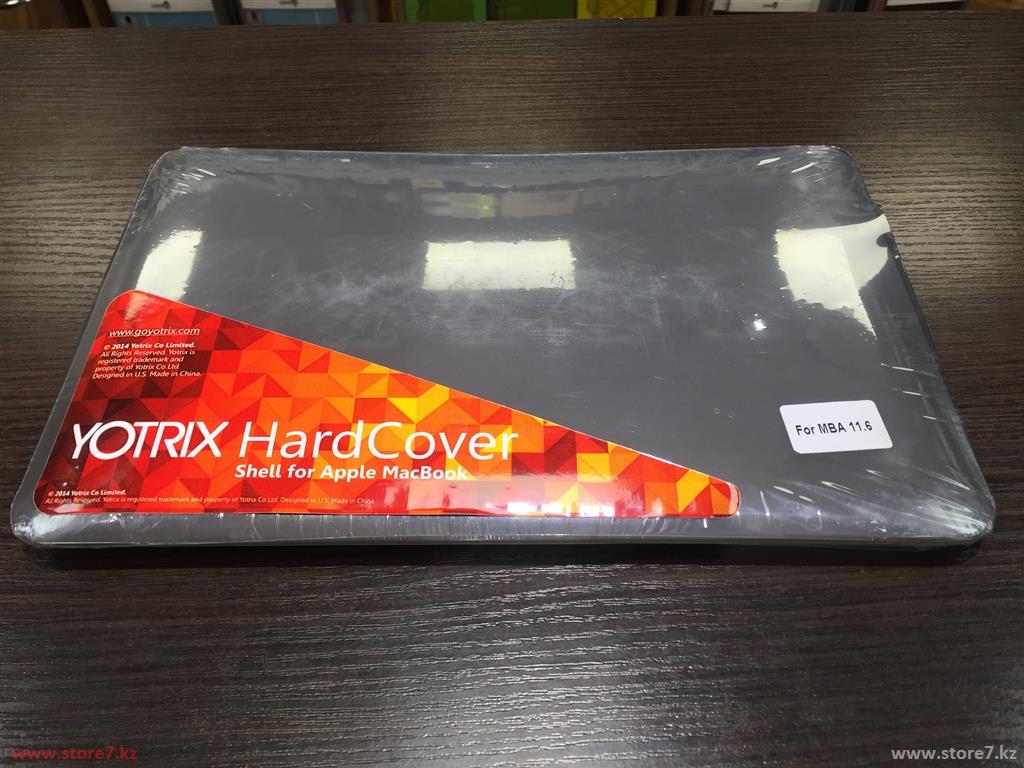 www.goyotrix.com
© 2014 Yotrix Co Limited.
All Rights Reserved. Yotrix is
registered trademark and
property of Yotrix Co Ltd.
Designed in U.S. Made in China.
YOTRIX HardCover
Shell for Apple MacBook
For MBA 11.6
© 2014 Yotrix Co Limited.
All Rights Reserved. Yotrix is registered trademark and property of Yotrix Co Ltd. Designed in U.S. Made in China.
www.store7.kz
www.store7.kz